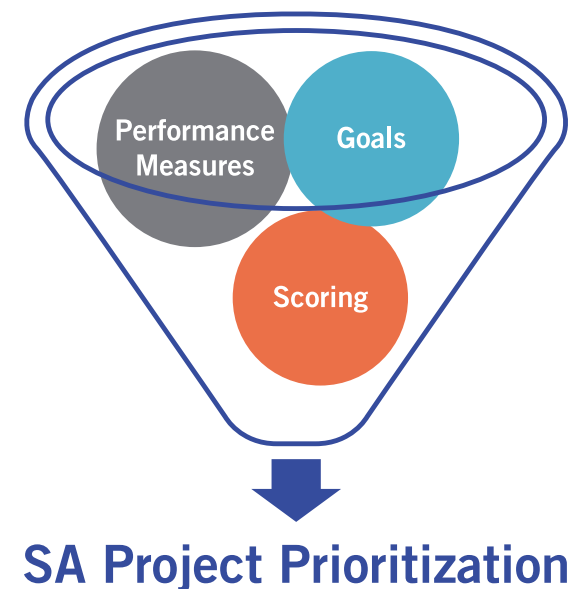 Performance
Measures
Goals
Scoring
SA Project Prioritization